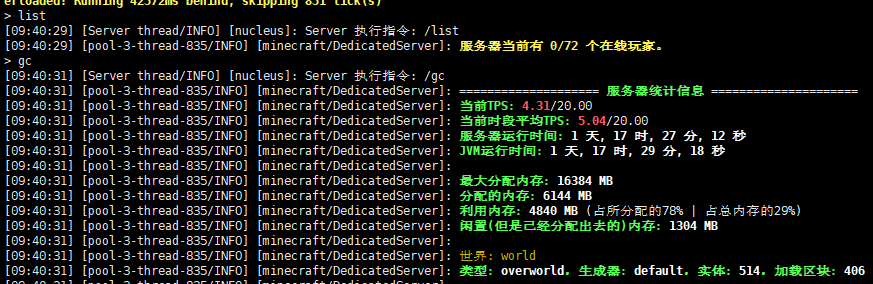 erloaded! Running 42572ms behind, skipping 851 tick(s)
> list
[09:40:29] [Server thread/INFO] [nucleus]: Server 执行指令: /list
[09:40:29] [pool-3-thread-835/INFO] [minecraft/DedicatedServer]: 服务器当前有 0/72 个在线玩家。
> gc
[09:40:31] [Server thread/INFO] [nucleus]: Server 执行指令: /gc
[09:40:31] [pool-3-thread-835/INFO] [minecraft/DedicatedServer]: ==================== 服务器统计信息 =====================
[09:40:31] [pool-3-thread-835/INFO] [minecraft/DedicatedServer]: 当前TPS: 4.31/20.00
[09:40:31] [pool-3-thread-835/INFO] [minecraft/DedicatedServer]: 当前时段平均TPS: 5.04/20.00
[09:40:31] [pool-3-thread-835/INFO] [minecraft/DedicatedServer]: 服务器运行时间: 1 天, 17 时, 27 分, 12 秒
[09:40:31] [pool-3-thread-835/INFO] [minecraft/DedicatedServer]: JVM运行时间: 1 天, 17 时, 29 分, 18 秒
[09:40:31] [pool-3-thread-835/INFO] [minecraft/DedicatedServer]:
[09:40:31] [pool-3-thread-835/INFO] [minecraft/DedicatedServer]: 最大分配内存: 16384 MB
[09:40:31] [pool-3-thread-835/INFO] [minecraft/DedicatedServer]: 分配的内存: 6144 MB
[09:40:31] [pool-3-thread-835/INFO] [minecraft/DedicatedServer]: 利用内存: 4840 MB (占所分配的78% | 占总内存的29%)
[09:40:31] [pool-3-thread-835/INFO] [minecraft/DedicatedServer]: 闲置(但是已经分配出去的)内存: 1304 MB
[09:40:31] [pool-3-thread-835/INFO] [minecraft/DedicatedServer]:
[09:40:31] [pool-3-thread-835/INFO] [minecraft/DedicatedServer]: 世界: world
[09:40:31] [pool-3-thread-835/INFO] [minecraft/DedicatedServer]: 类型: overworld, 生成器: default, 实体: 514, 加载区块: 406
[09:40:31] [pool-3-thread-835/INFO] [minecraft/DedicatedServer]: